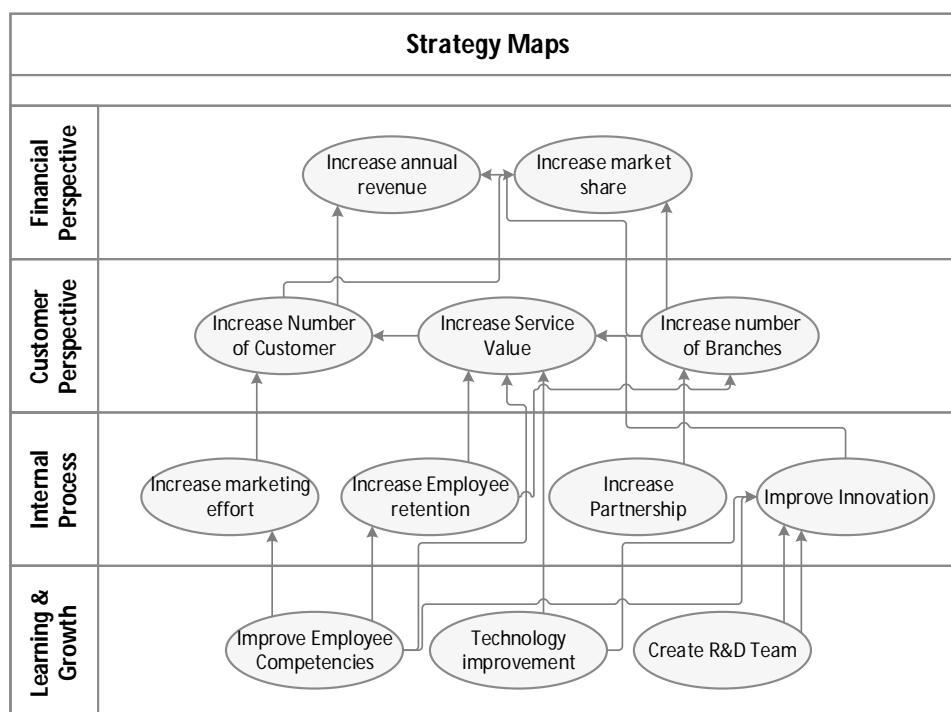 Strategy Maps
Financial
Perspective
Increase annual
revenue
Increase market
share
Customer
Perspective
Increase Number
of Customer
Increase Service
Value
Increase number
of Branches
Internal
Process
Increase marketing
effort
Increase Employee
retention
Increase
Partnership
Improve Innovation
Learning &
Growth
Improve Employee
Competencies
Technology
improvement
Create R&D Team